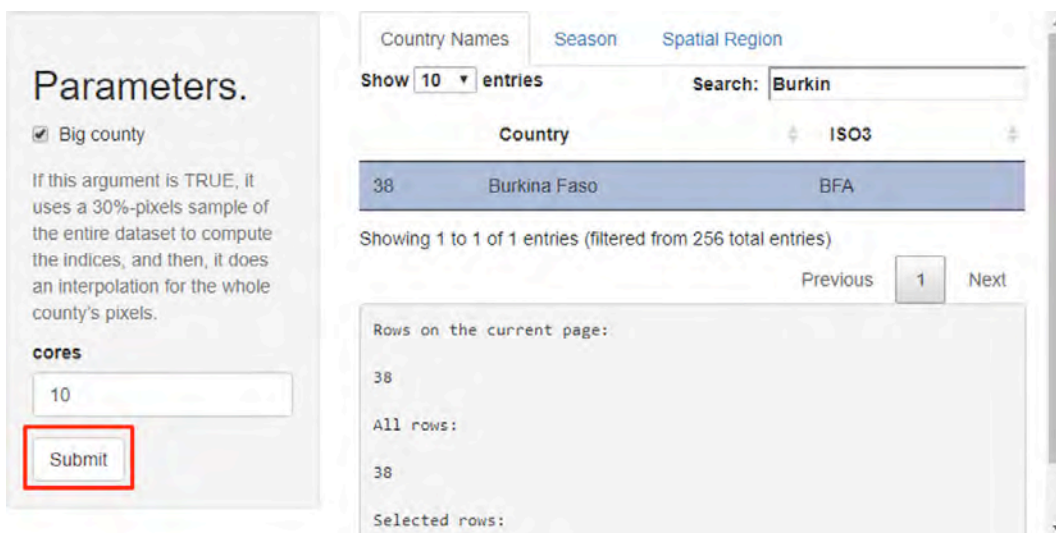 Parameters.
Big county
If this argument is TRUE, it
uses a 30%-pixels sample of
the entire dataset to compute
the indices, and then, it does
an interpolation for the whole
county's pixels.
cores
10
Submit
Country Names Season Spatial Region
Show 10 entries Search: Burkin
Country ISO3
38 Burkina Faso BFA
Showing 1 to 1 of 1 entries (filtered from 256 total entries)
Previous 1 Next
Rows on the current page:
38
All rows:
38
Selected rows: